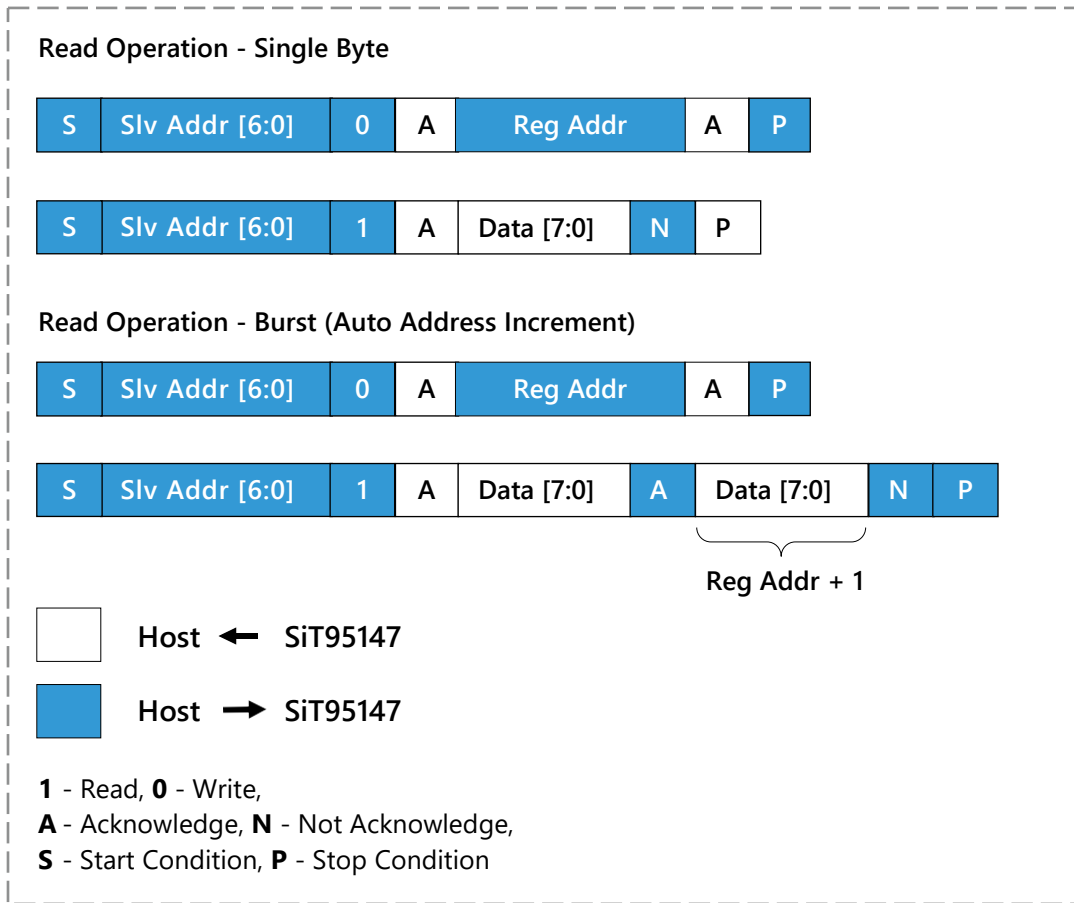 Read Operation - Single Byte
S Slv Addr [6:0] 0 A Reg Addr A P
S Slv Addr [6:0] 1 A Data [7:0] N P
Read Operation - Burst (Auto Address Increment)
S Slv Addr [6:0] 0 A Reg Addr A P
S Slv Addr [6:0] 1 A Data [7:0] A Data [7:0] N P
Reg Addr + 1
Host ← SiT95147
Host → SiT95147
1 - Read, 0 - Write,
A - Acknowledge, N - Not Acknowledge,
S - Start Condition, P - Stop Condition